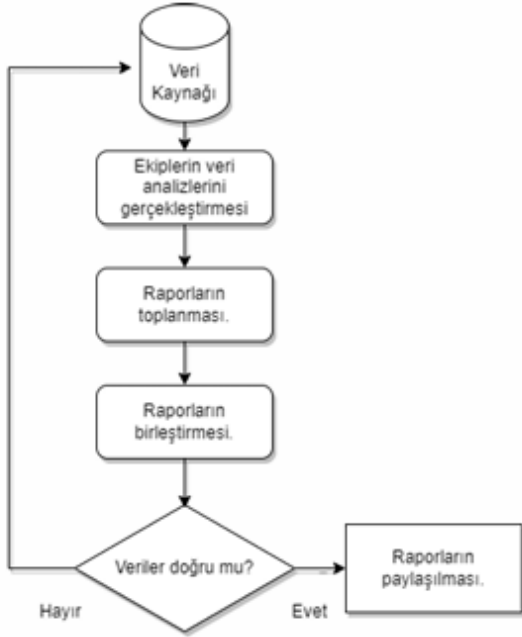 Veri
Kaynağı
Ekiplerin veri
analizlerini
gerçekleştirmesi
Raporların
toplanması.
Raporların
birleştirmesi.
Veriler doğru mu?
Raporların
paylaşılması.
Hayır
Evet